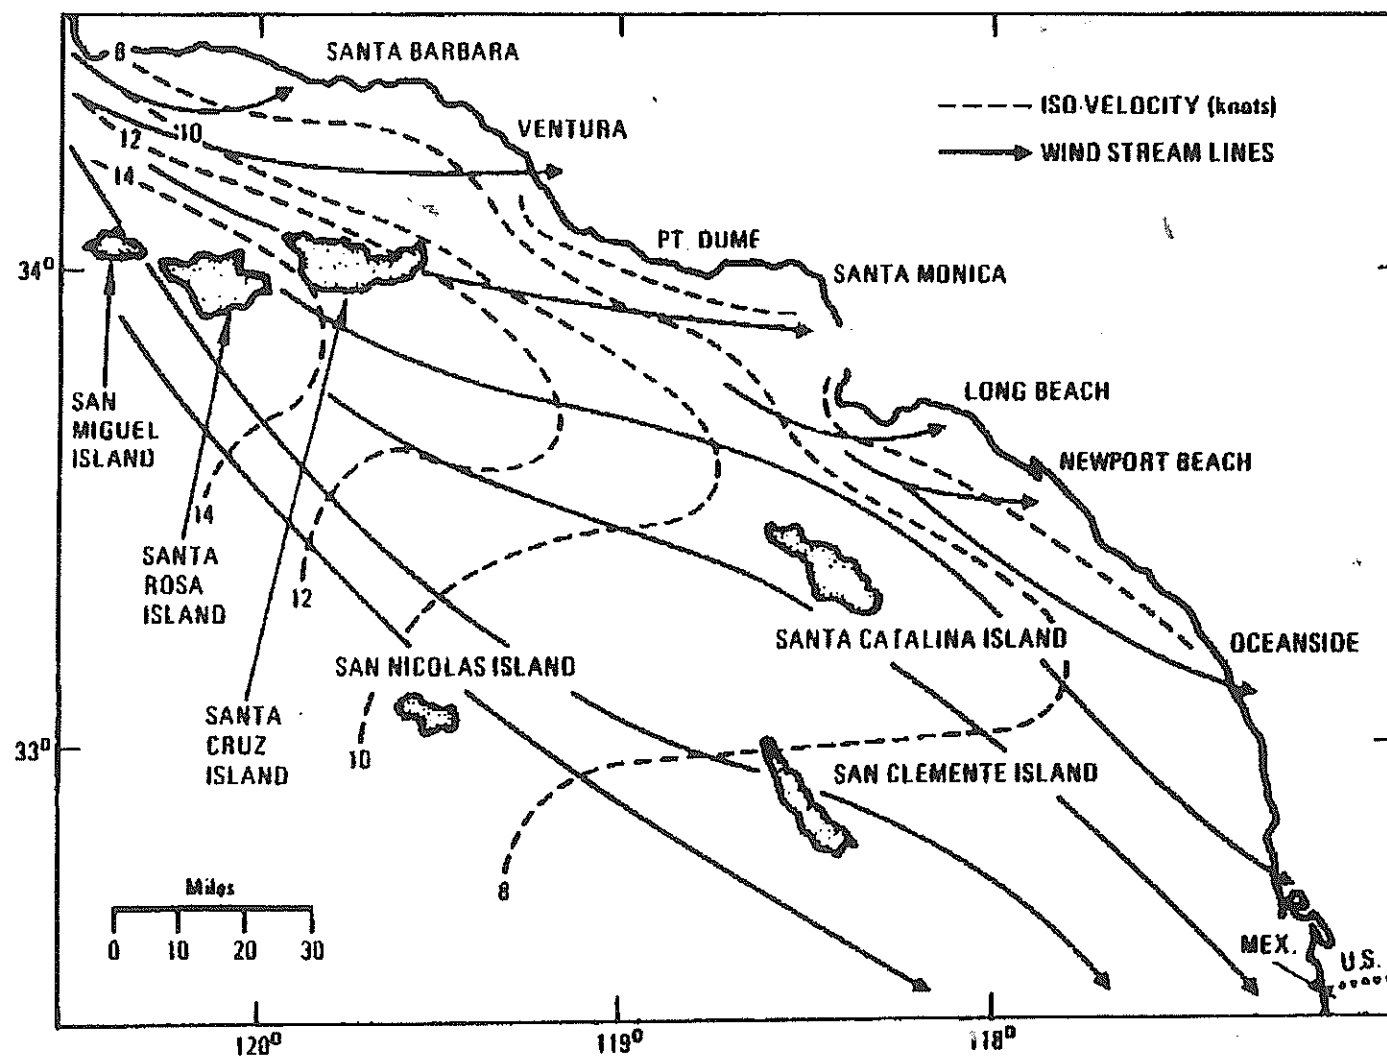 SANTA BARBARA
8
ISO-VELOCITY (knots)
WIND STREAM LINES
VENTURA
12
10
14
PT. DUME
SANTA MONICA
34°
SAN
MIGUEL
ISLAND
LONG BEACH
NEWPORT BEACH
14
SANTA
ROSA
ISLAND
12
SANTA CATALINA ISLAND
OCEANSIDE
SAN NICOLAS ISLAND
SANTA
CRUZ
ISLAND
33°
10
SAN CLEMENTE ISLAND
8
Miles
0 10 20 30
MEX.
U.S.
120° 119° 118°